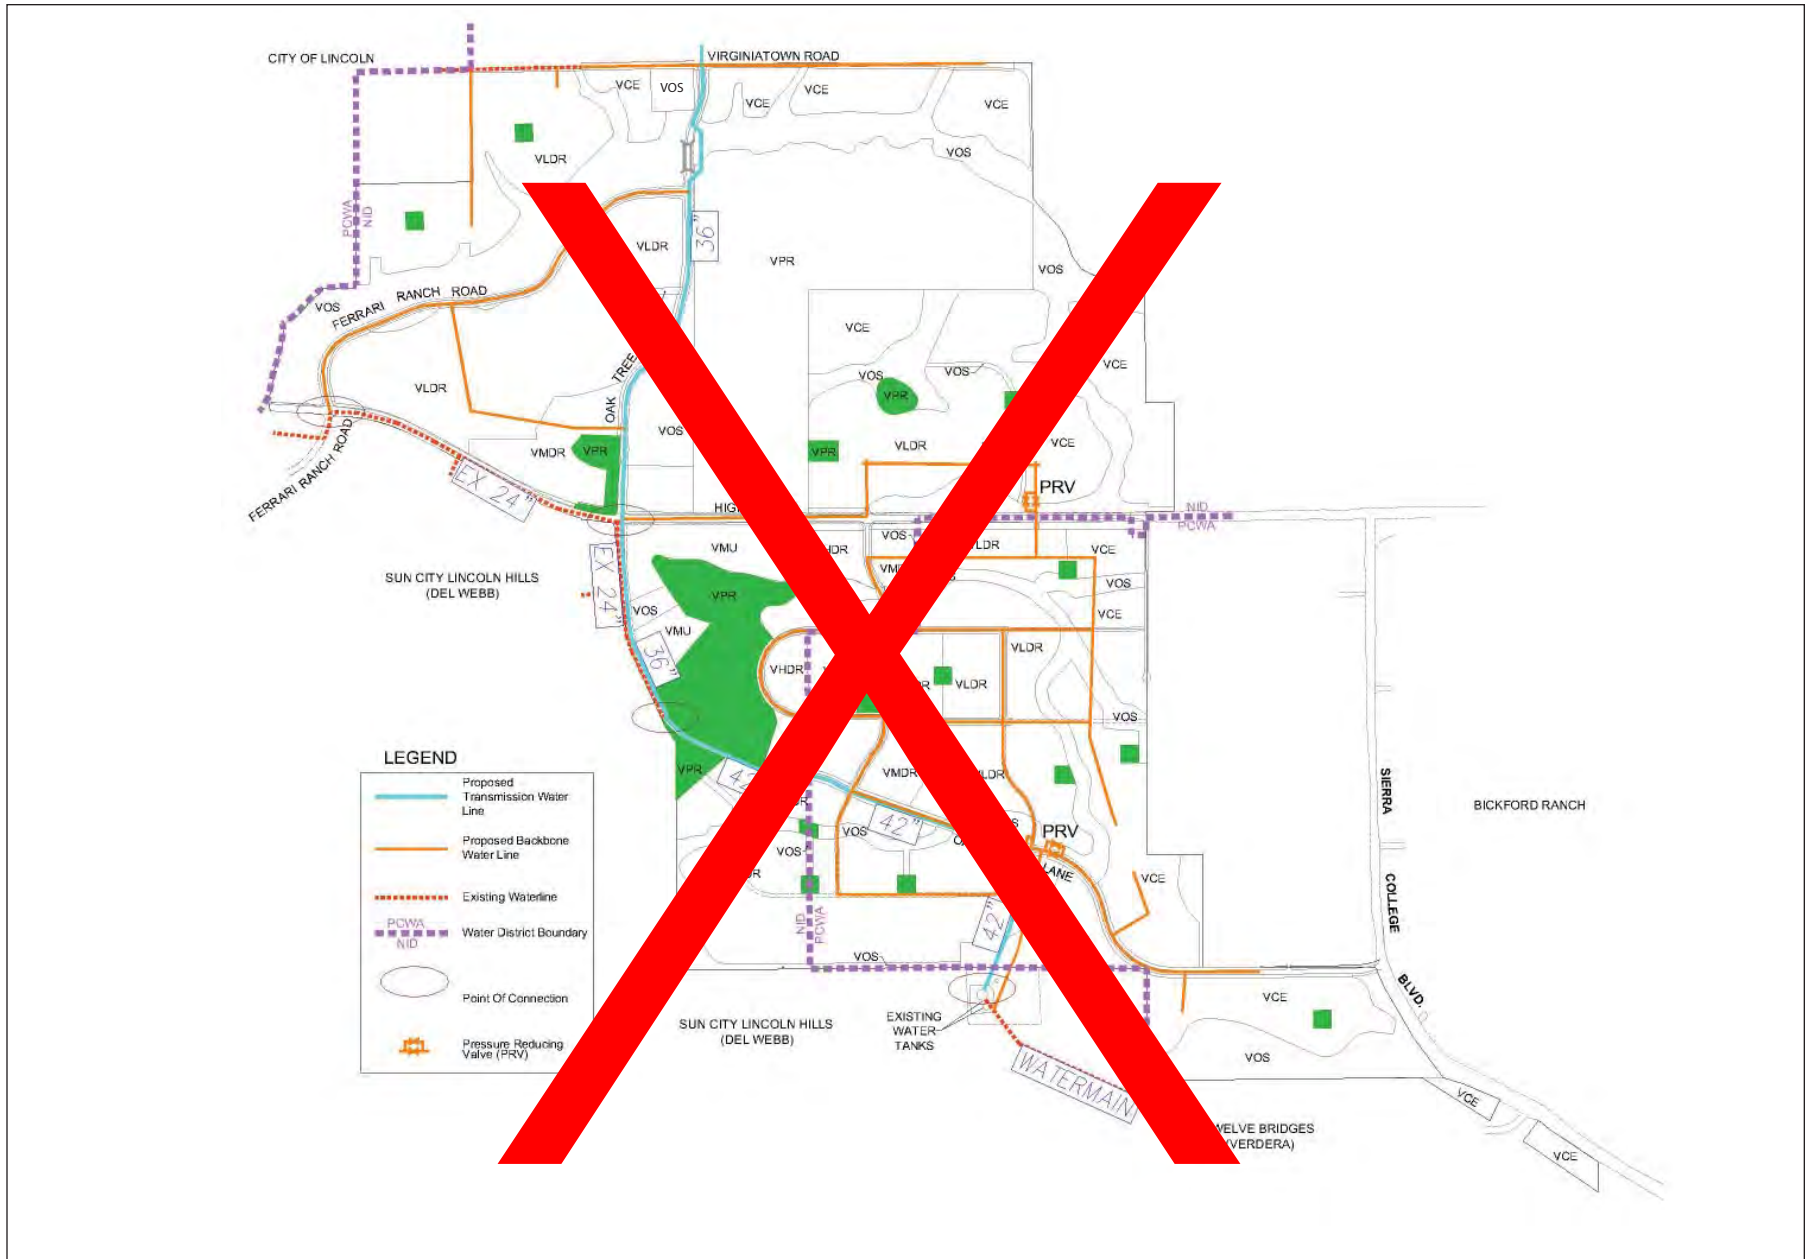 CITY OF LINCOLN
VIRGINIATOWN ROAD
VCE
VOS
VCE
VCE
VCE
VOS
VLDR
PCWA
NID
VLDR
36"
VPR
VOS
VOS
FERRARI RANCH ROAD
VCE
VCE
TREE
OAK
VOS
VOS
VPR
VLDR
VOS
VLDR
VCE
VMDR
VPR
VPR
FERRARI RANCH ROAD
EX 24"
PRV
NID
PCWA
VMU
VOS
VCE
EX 24"
SUN CITY LINCOLN HILLS
(DEL WEBB)
VPR
VOS
VOS
VCE
VMU
36"
VLDR
VHDR
VLDR
VOS
LEGEND
Proposed
Transmission Water
Line
Proposed Backbone
Water Line
Existing Waterline
PCWA
NID
Water District Boundary
Point Of Connection
Pressure Reducing
Valve (PRV)
VPR
VMDR
42"
VOS
VOS
PRV
LANE
VCE
SIERRA
COLLEGE
BLVD.
BICKFORD RANCH
NID
PCWA
42"
VOS
EXISTING
WATER
TANKS
SUN CITY LINCOLN HILLS
(DEL WEBB)
WATERMAIN
VCE
VOS
VCE
VCE
WELVE BRIDGES
(VERDERA)